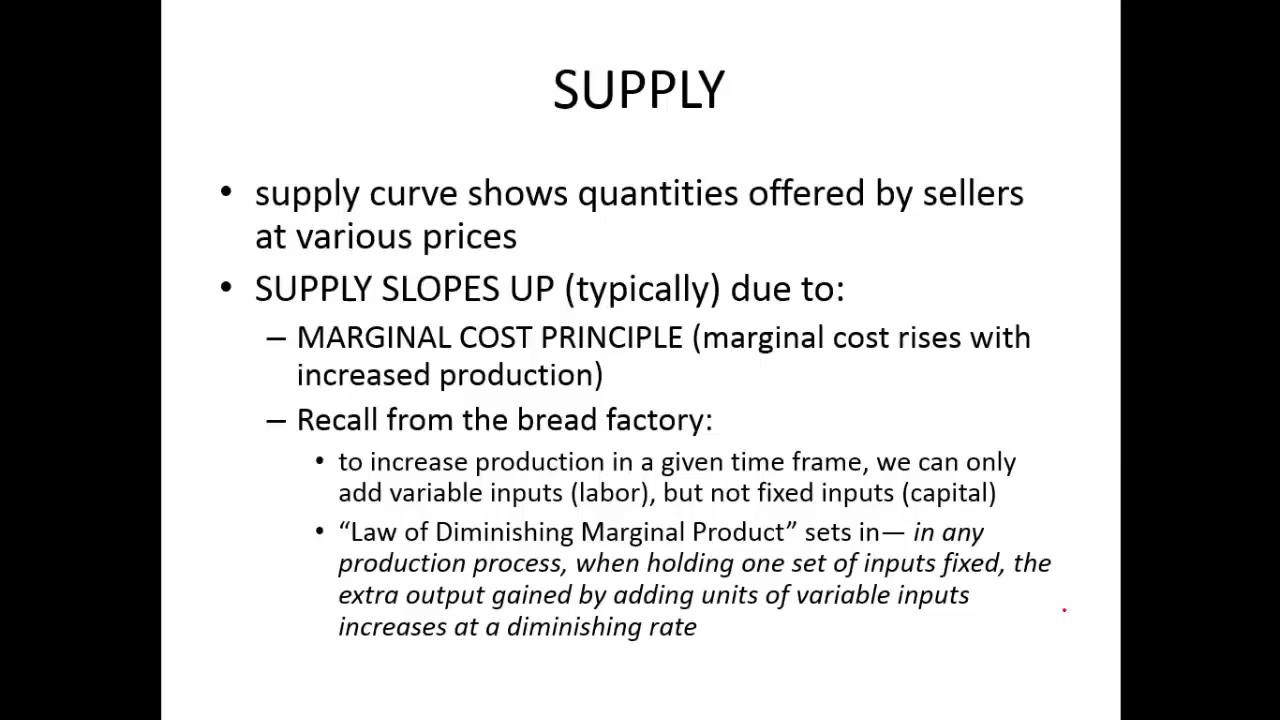 SUPPLY
• supply curve shows quantities offered by sellers
at various prices
• SUPPLY SLOPES UP (typically) due to:
– MARGINAL COST PRINCIPLE (marginal cost rises with
increased production)
– Recall from the bread factory:
• to increase production in a given time frame, we can only
add variable inputs (labor), but not fixed inputs (capital)
• “Law of Diminishing Marginal Product” sets in— in any
production process, when holding one set of inputs fixed, the
extra output gained by adding units of variable inputs
increases at a diminishing rate